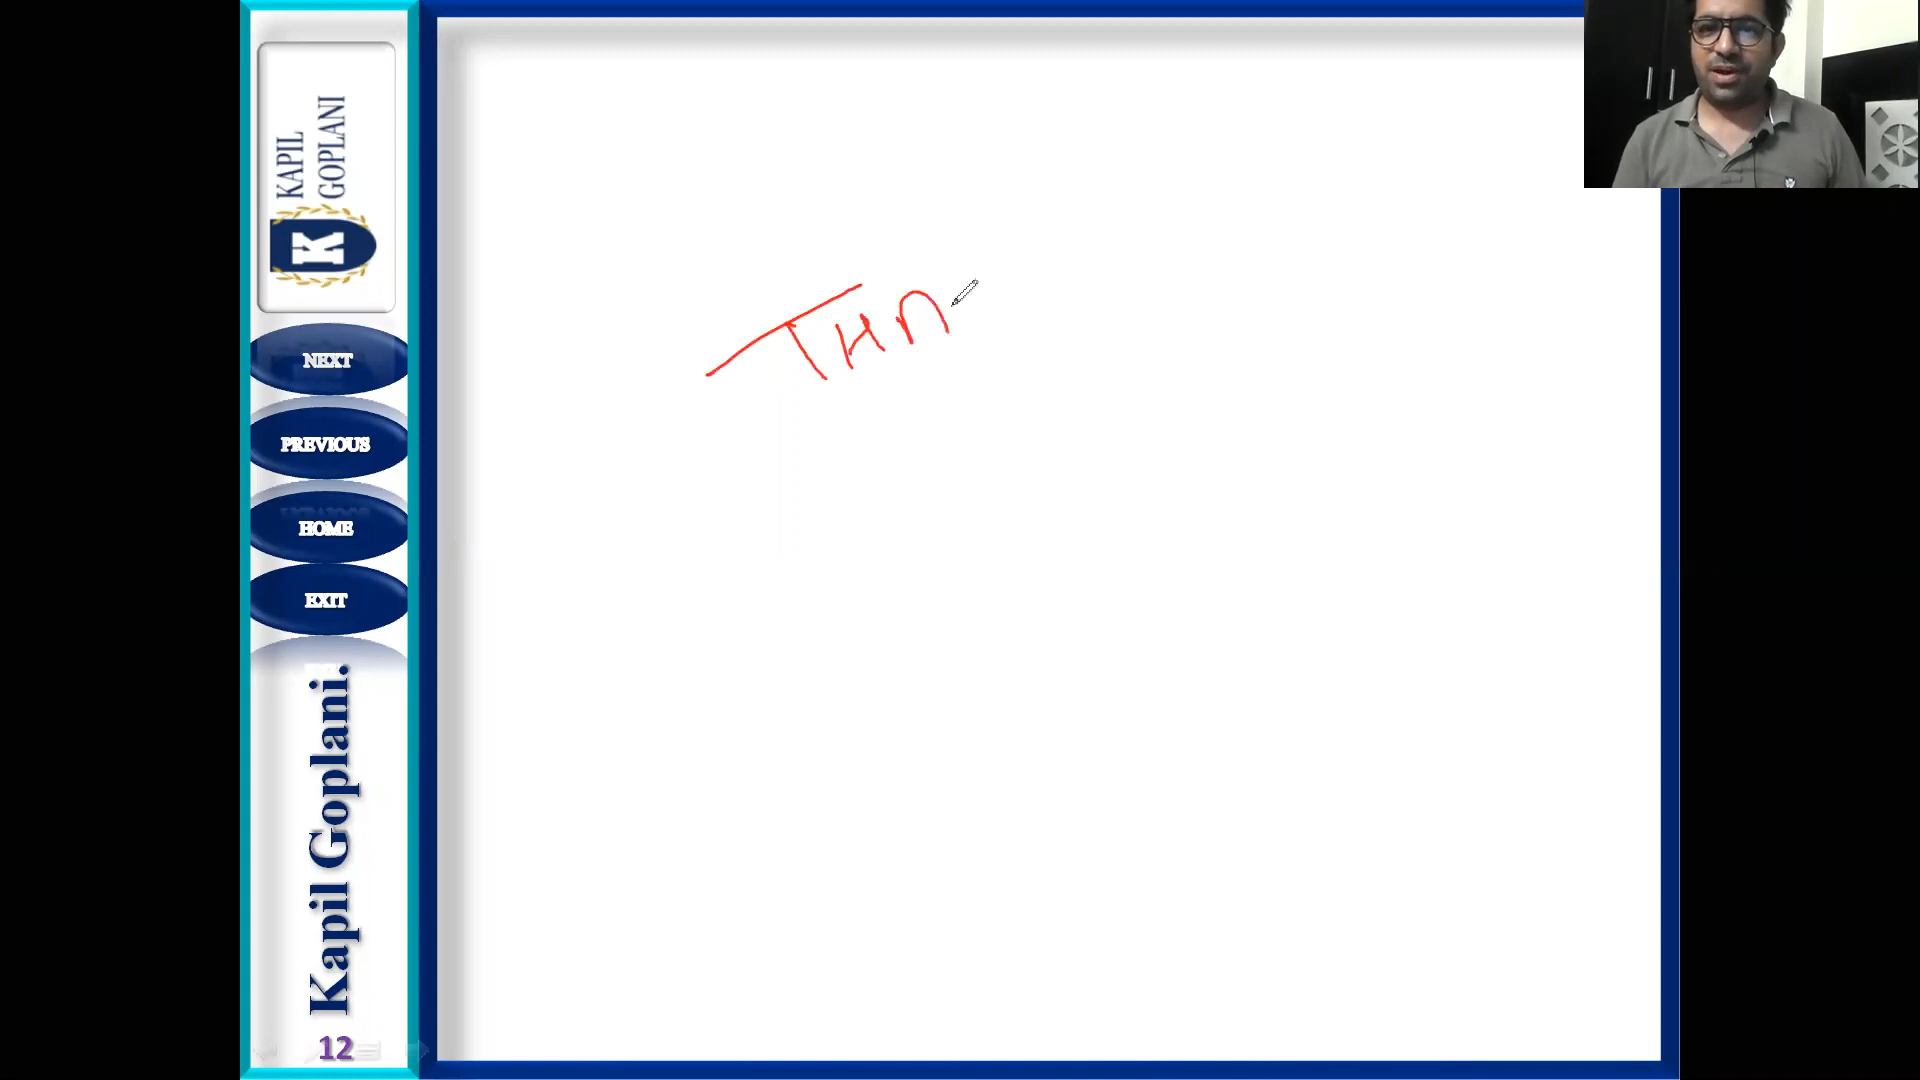 KAPIL
GOPLANI
K
NEXT
PREVIOUS
HOME
EXIT
Kapil Goplani.
12
THn